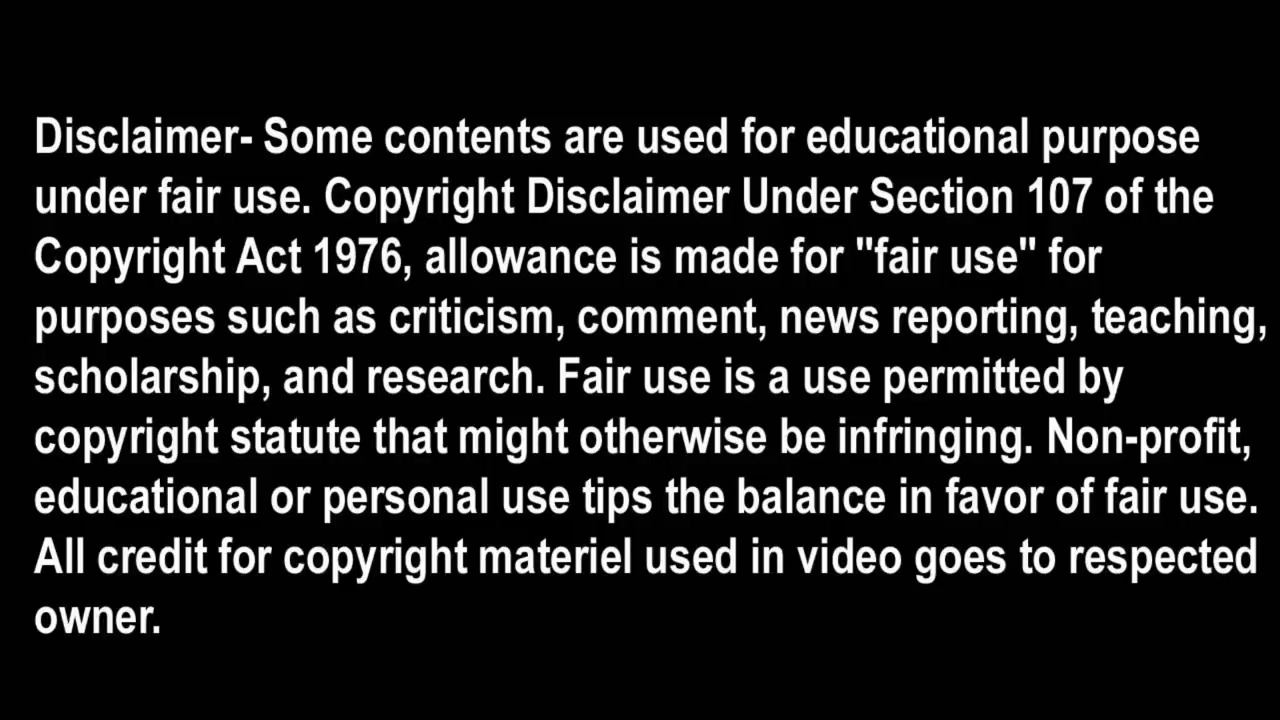 Disclaimer- Some contents are used for educational purpose
under fair use. Copyright Disclaimer Under Section 107 of the
Copyright Act 1976, allowance is made for "fair use" for
purposes such as criticism, comment, news reporting, teaching,
scholarship, and research. Fair use is a use permitted by
copyright statute that might otherwise be infringing. Non-profit,
educational or personal use tips the balance in favor of fair use.
All credit for copyright materiel used in video goes to respected
owner.